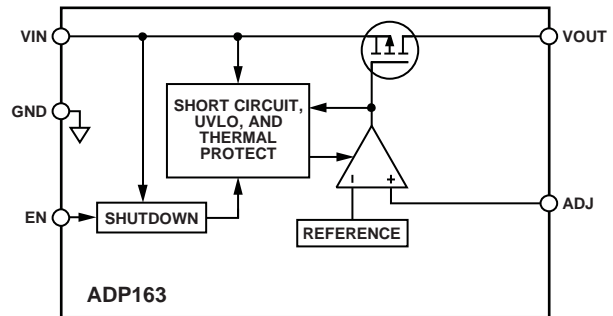 VIN
VOUT
GND
SHORT CIRCUIT,
UVLO, AND
THERMAL
PROTECT
− +
EN
SHUTDOWN
REFERENCE
ADJ
ADP163